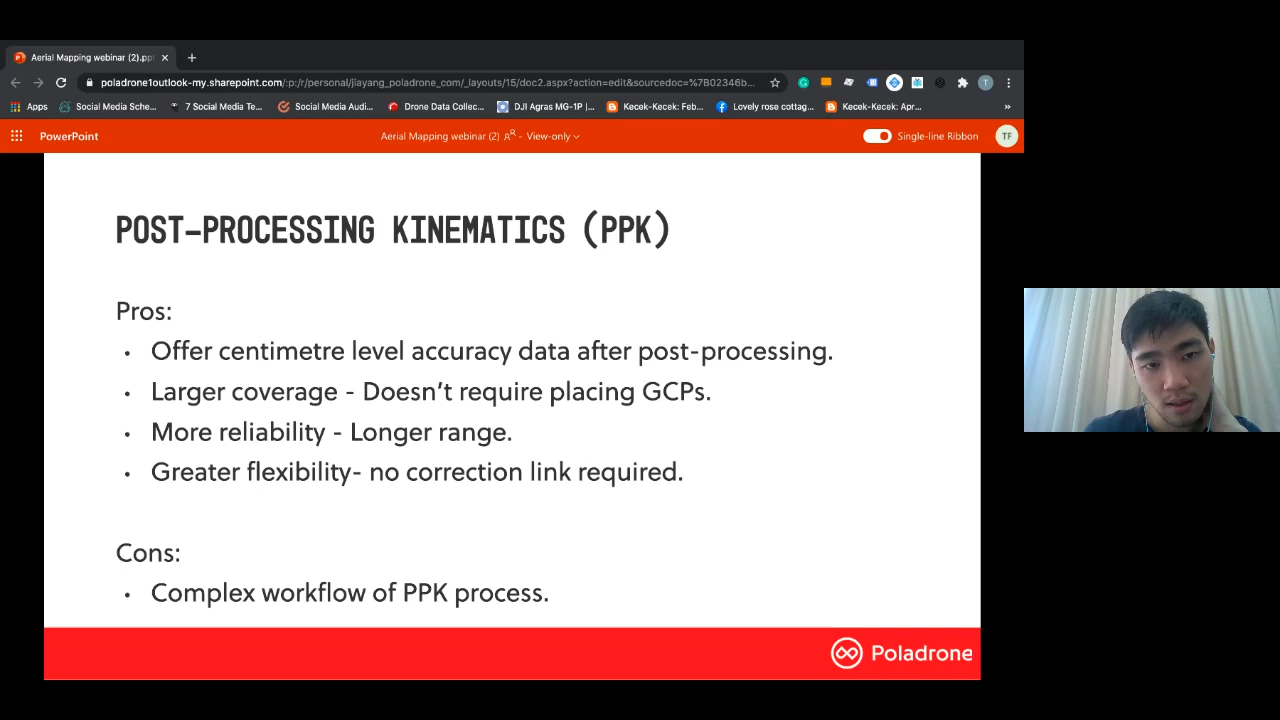 Aerial Mapping webinar (2).pp
poladrone1outlook-my.sharepoint.com/:p:/r/personal/jiayang_poladrone_com/_layouts/15/doc2.aspx?action=edit&sourcedoc=%7B02346b...
T
Apps Social Media Sche... 7 Social Media Te... Social Media Audi... Drone Data Collec... DJI Agras MG-1P |... Kecek-Kecek: Feb... Lovely rose cottag... Kecek-Kecek: Apr... »
PowerPoint Aerial Mapping webinar (2) - View-only Single-line Ribbon TF
POST-PROCESSING KINEMATICS (PPK)
Pros:
• Offer centimetre level accuracy data after post-processing.
• Larger coverage - Doesn't require placing GCPs.
• More reliability - Longer range.
• Greater flexibility- no correction link required.
Cons:
• Complex workflow of PPK process.
Poladrone